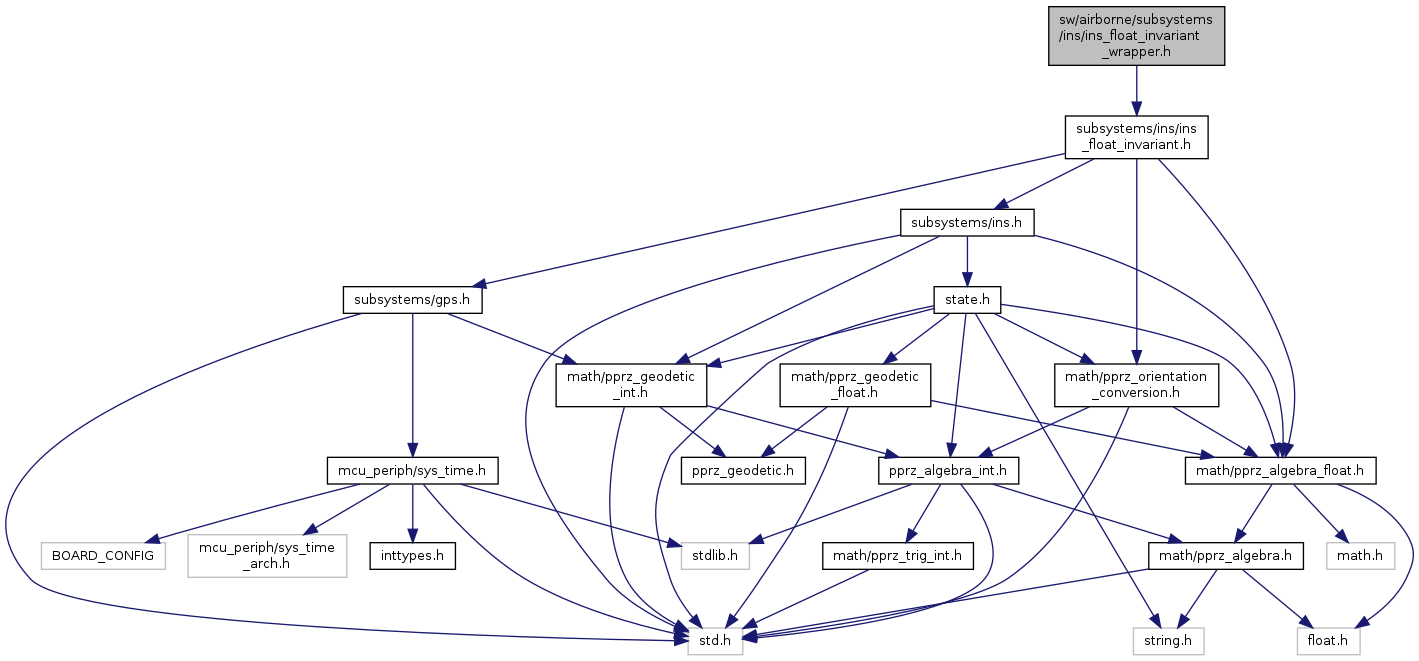 sw/airborne/subsystems
/ins/ins_float_invariant
_wrapper.h
subsystems/ins/ins
_float_invariant.h
subsystems/ins.h
subsystems/gps.h
state.h
math/pprz_geodetic
_int.h
math/pprz_geodetic
_float.h
math/pprz_orientation
_conversion.h
mcu_periph/sys_time.h
pprz_geodetic.h
pprz_algebra_int.h
math/pprz_algebra_float.h
BOARD_CONFIG
mcu_periph/sys_time
_arch.h
inttypes.h
stdlib.h
math/pprz_trig_int.h
math/pprz_algebra.h
math.h
std.h
string.h
float.h